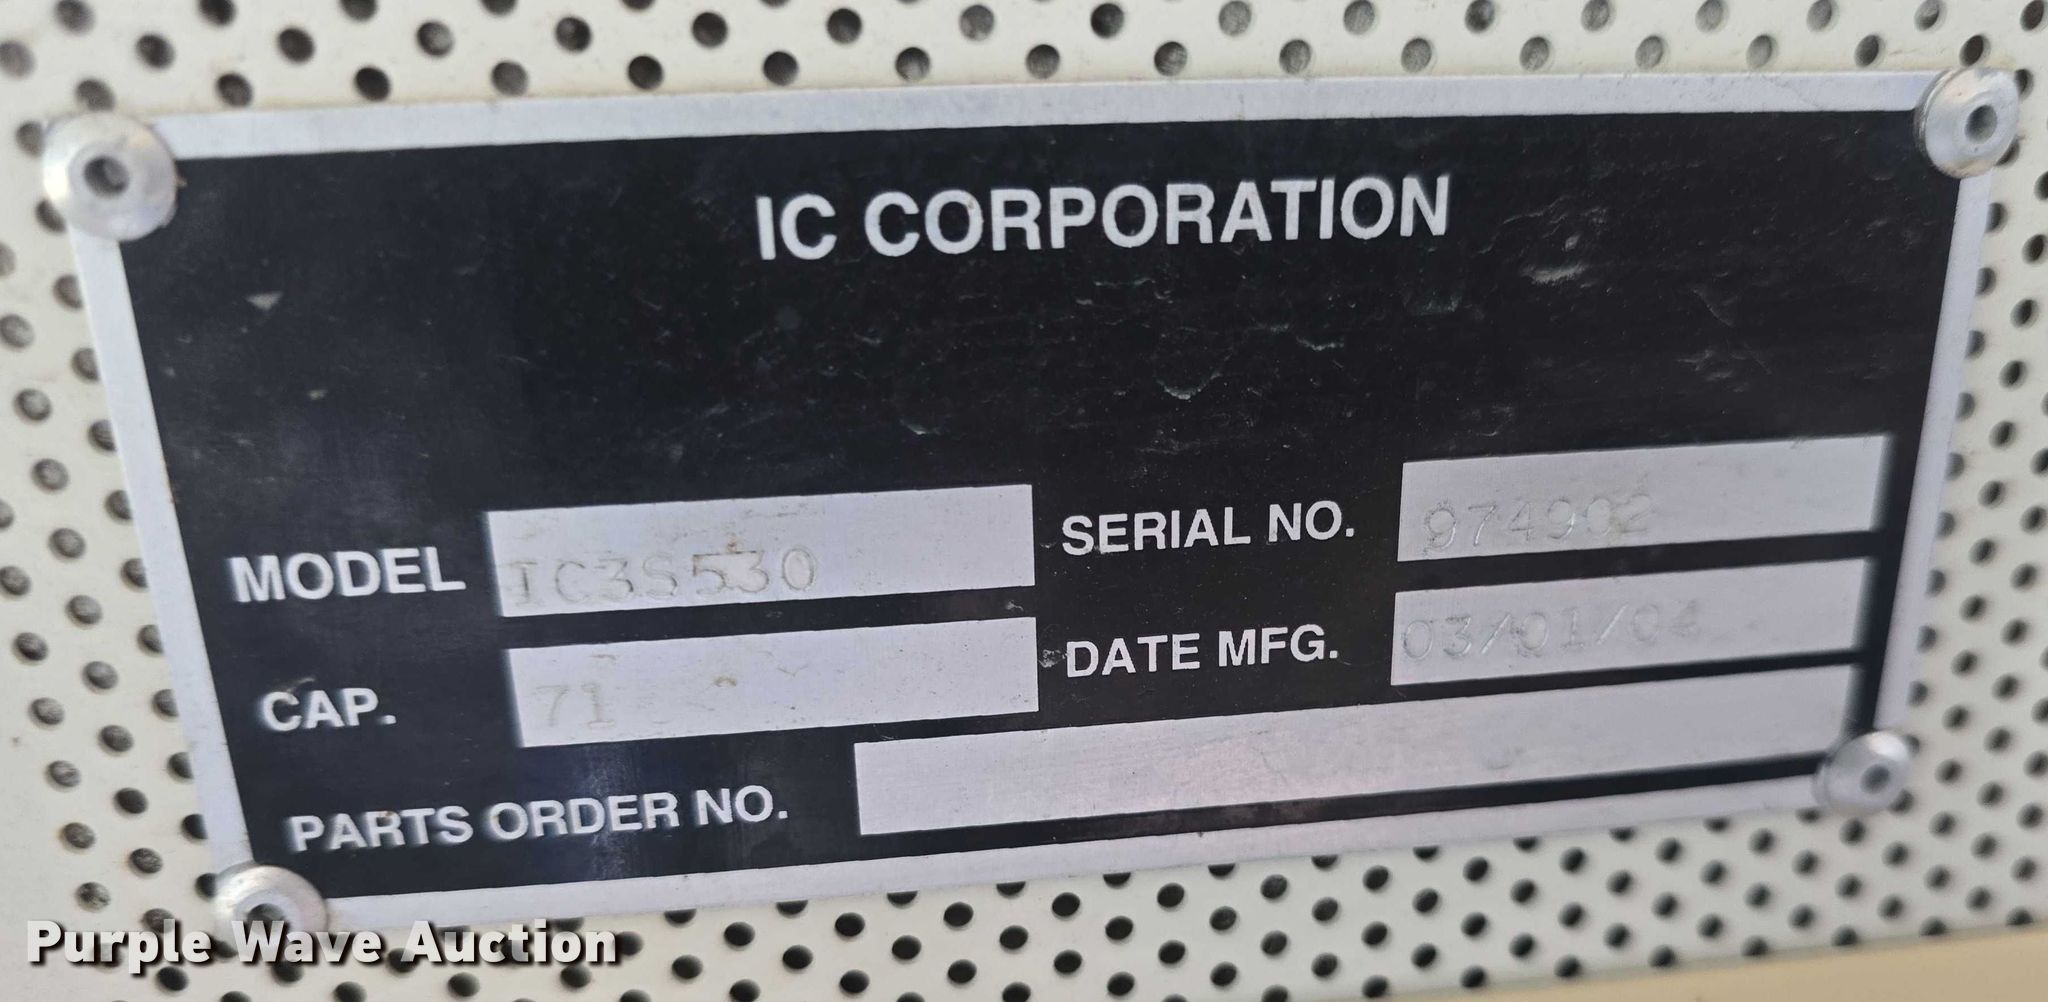 IC CORPORATION
MODEL IC3S530
SERIAL NO. 974902
CAP. 71
DATE MFG. 03/01/04
PARTS ORDER NO.
Purple Wave Auction